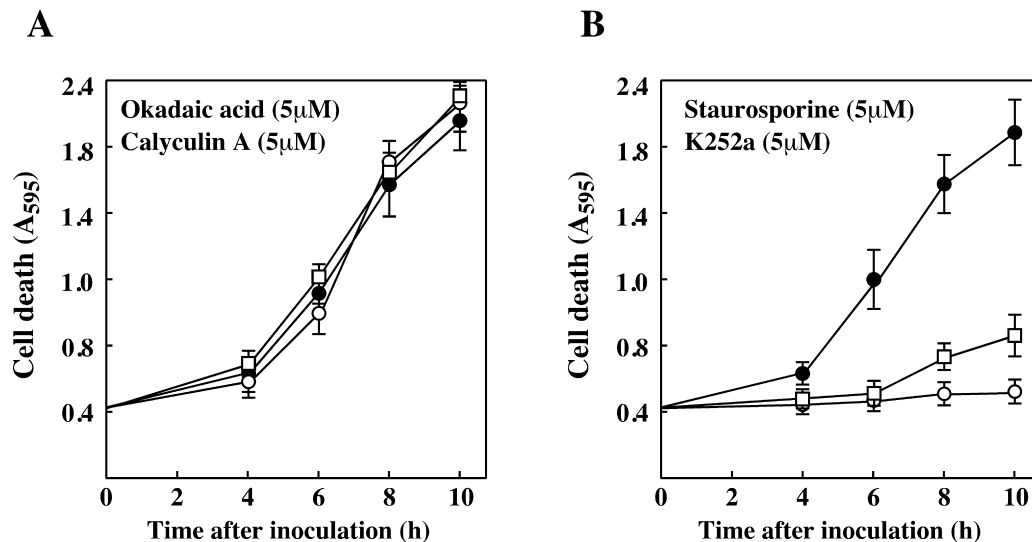 A
B
Cell death (A595)
2.4
1.8
1.4
1.0
0.8
0.4
Okadaic acid (5μM)
Calyculin A (5μM)
0 2 4 6 8 10
Time after inoculation (h)
Cell death (A595)
2.4
1.8
1.4
1.0
0.8
0.4
Staurosporine (5μM)
K252a (5μM)
0 2 4 6 8 10
Time after inoculation (h)